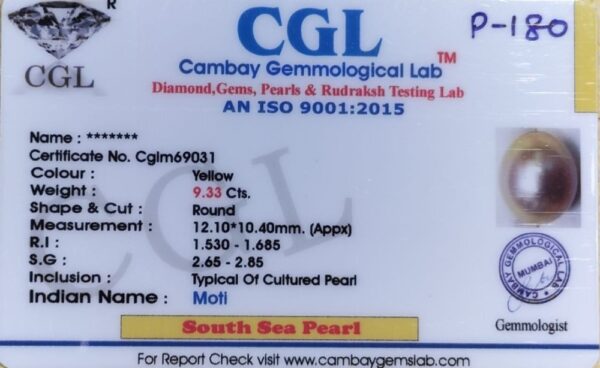 R
CGL
CGL
TM
P-180
Cambay Gemmological Lab
Diamond,Gems, Pearls & Rudraksh Testing Lab
AN ISO 9001:2015
CGL
Name : *******
Certificate No. Cglm69031
Colour : Yellow
Weight : 9.33 Cts.
Shape & Cut : Round
Measurement : 12.10*10.40mm. (Appx)
R.I : 1.530 - 1.685
S.G : 2.65 - 2.85
Inclusion : Typical Of Cultured Pearl
Indian Name : Moti
CAMBAY GEMMOLOGICAL LAB
MUMBAI
Gemmologist
South Sea Pearl
For Report Check visit www.cambaygemslab.com